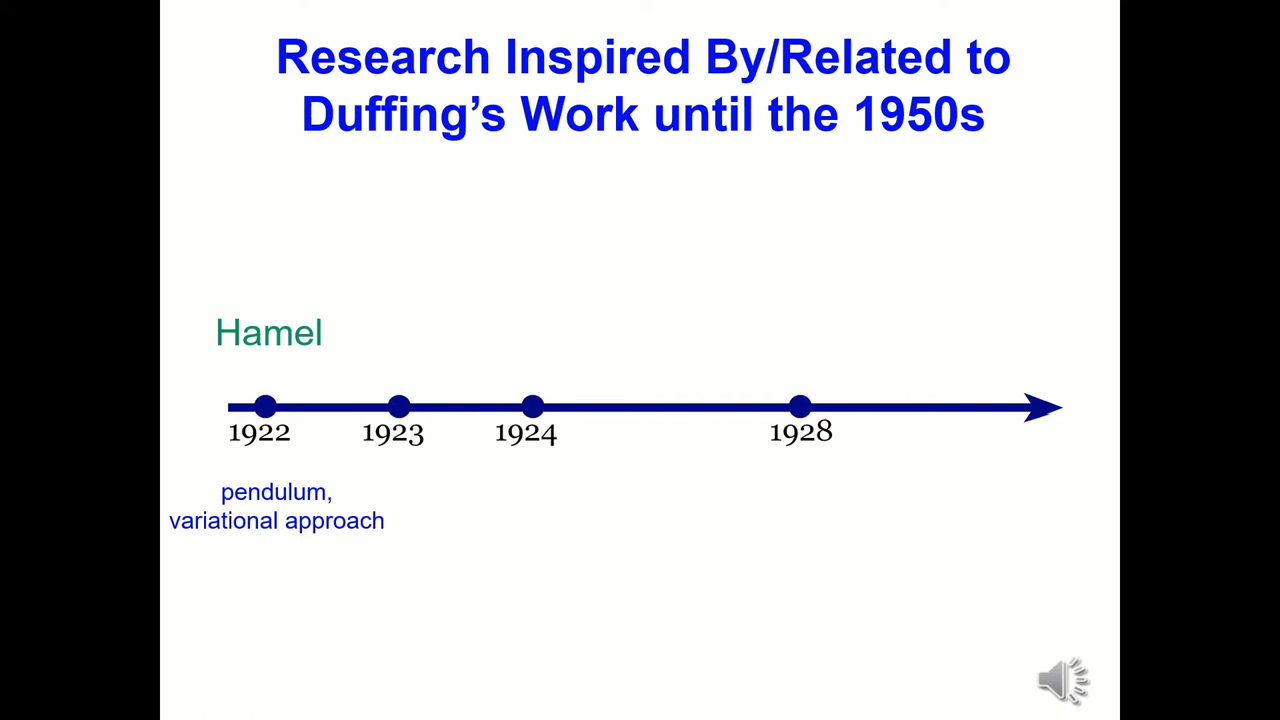 Research Inspired By/Related to
Duffing’s Work until the 1950s
Hamel
1922 1923 1924 1928
pendulum,
variational approach